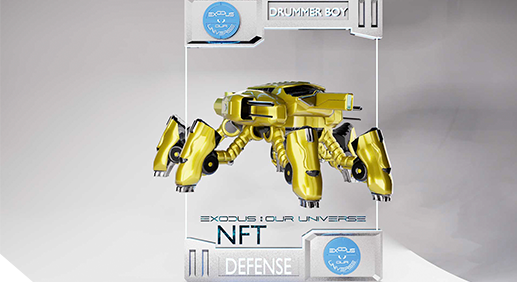 EXODUS
OUR
UNIVERSE
DRUMMER BOY
EXODUS : OUR UNIVERSE
NFT
DEFENSE
EXODUS
OUR
UNIVERSE